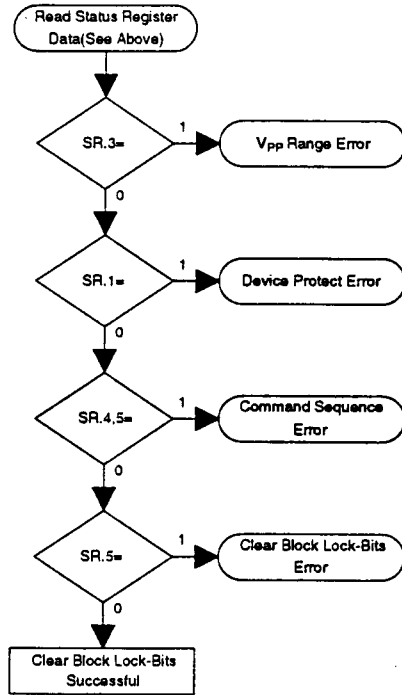 Read Status Register
Data(See Above)
SR.3=
1
VPP Range Error
0
SR.1=
1
Device Protect Error
0
SR.4,5=
1
Command Sequence
Error
0
SR.5=
1
Clear Block Lock-Bits
Error
0
Clear Block Lock-Bits
Successful